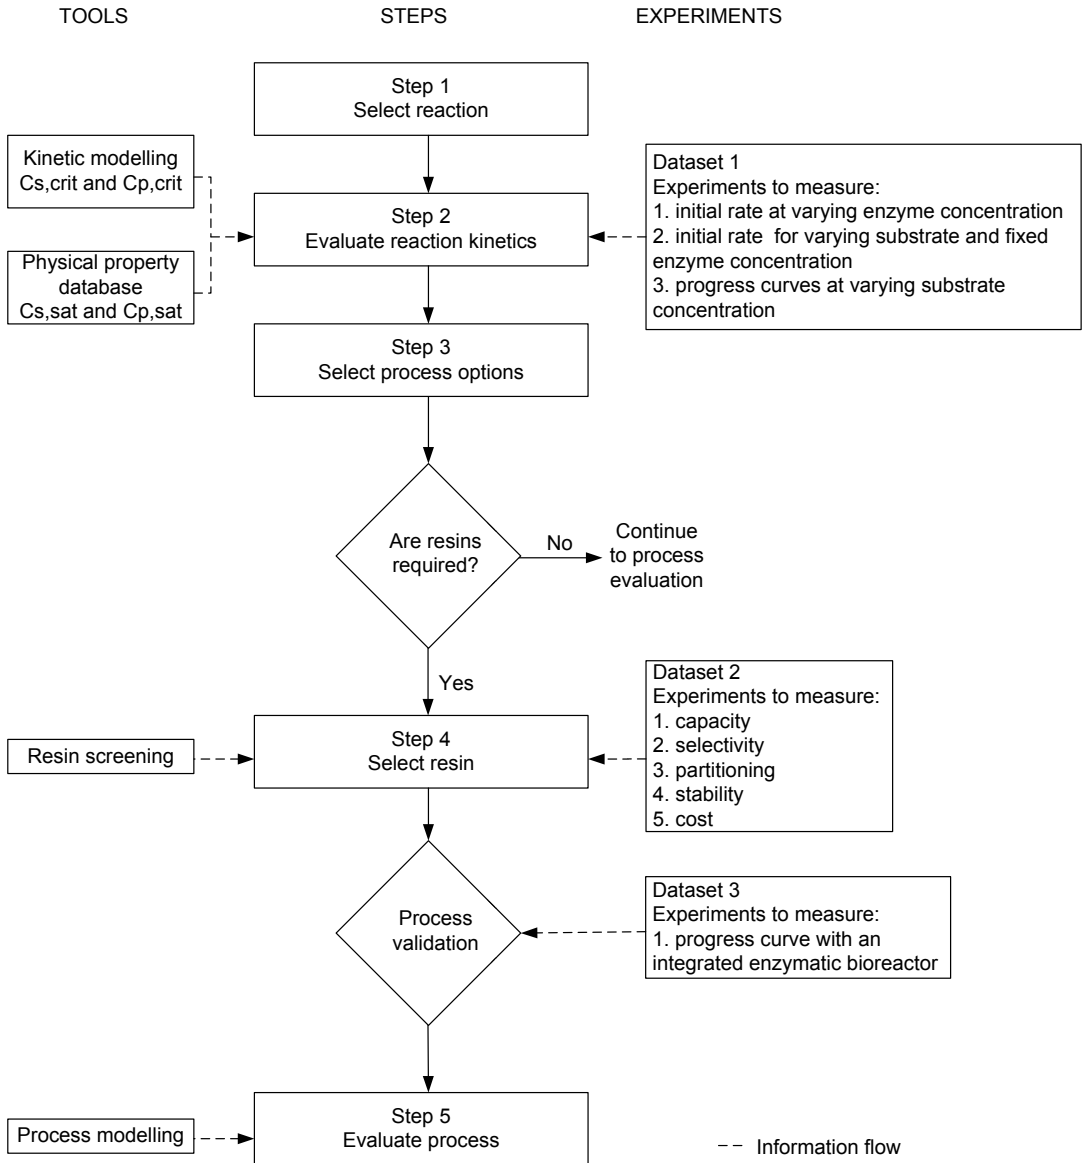 TOOLS
STEPS
EXPERIMENTS
Step 1
Select reaction
Kinetic modelling
Cs,crit and Cp,crit
Physical property
database
Cs,sat and Cp,sat
Step 2
Evaluate reaction kinetics
Dataset 1
Experiments to measure:
1. initial rate at varying enzyme concentration
2. initial rate for varying substrate and fixed
enzyme concentration
3. progress curves at varying substrate
concentration
Step 3
Select process options
Are resins
required?
No
Continue
to process
evaluation
Yes
Resin screening
Step 4
Select resin
Dataset 2
Experiments to measure:
1. capacity
2. selectivity
3. partitioning
4. stability
5. cost
Process
validation
Dataset 3
Experiments to measure:
1. progress curve with an
integrated enzymatic bioreactor
Process modelling
Step 5
Evaluate process
Information flow